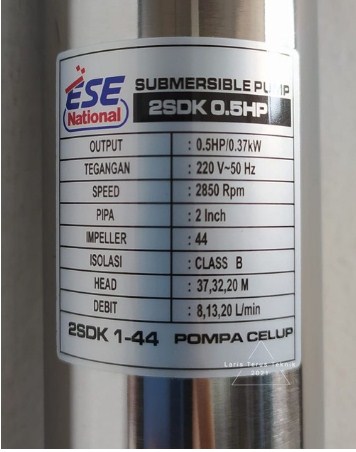 ESE
National
SUBMERSIBLE PUMP
2SDK 0.5HP
OUTPUT : 0.5HP/0.37kW
TEGANGAN : 220 V~50 Hz
SPEED : 2850 Rpm
PIPA : 2 Inch
IMPELLER : 44
ISOLASI : CLASS B
HEAD : 37,32,20 M
DEBIT : 8,13,20 L/min
2SDK 1-44 POMPA CELUP